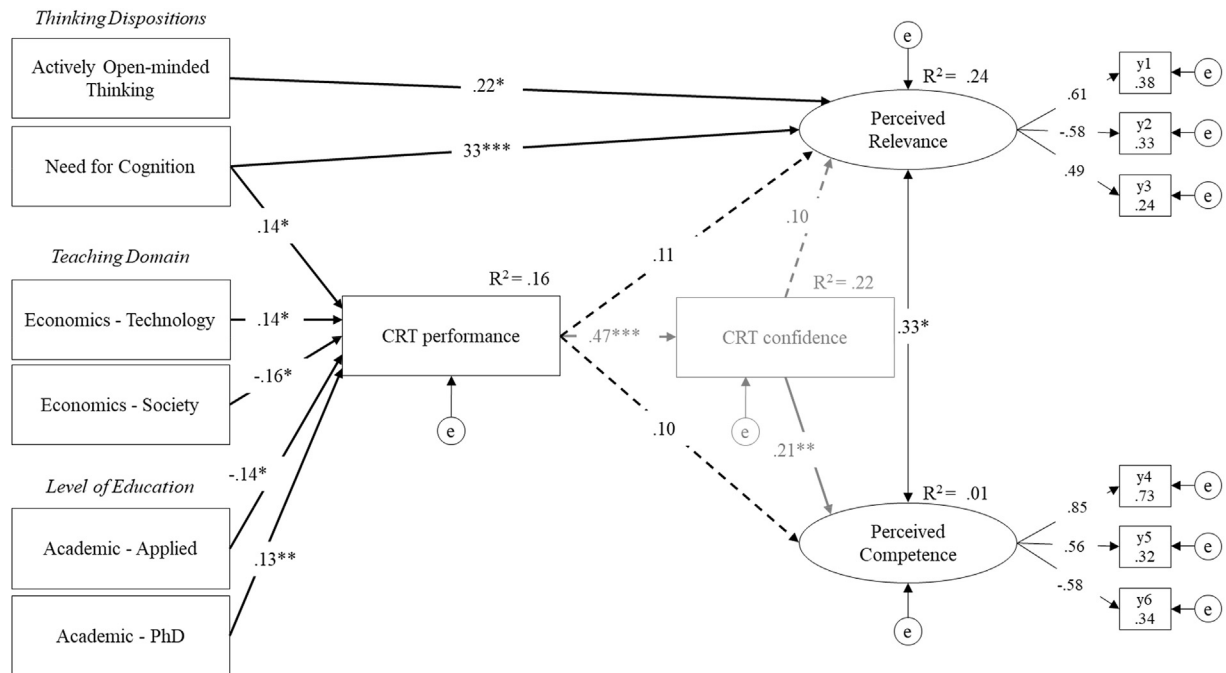 Thinking Dispositions
Actively Open-minded
Thinking
Need for Cognition
Teaching Domain
Economics - Technology
Economics - Society
Level of Education
Academic - Applied
Academic - PhD
.22*
33***
.14*
.14*
-.16*
-.14*
.13**
R² = .16
CRT performance
e
.47***
.11
.10
.10
R² = .22
CRT confidence
e
.21**
.33*
e
R² = .24
Perceived
Relevance
.61
-.58
.49
y1
.38
e
y2
.33
e
y3
.24
e
R² = .01
Perceived
Competence
e
.85
.56
-.58
y4
.73
e
y5
.32
e
y6
.34
e